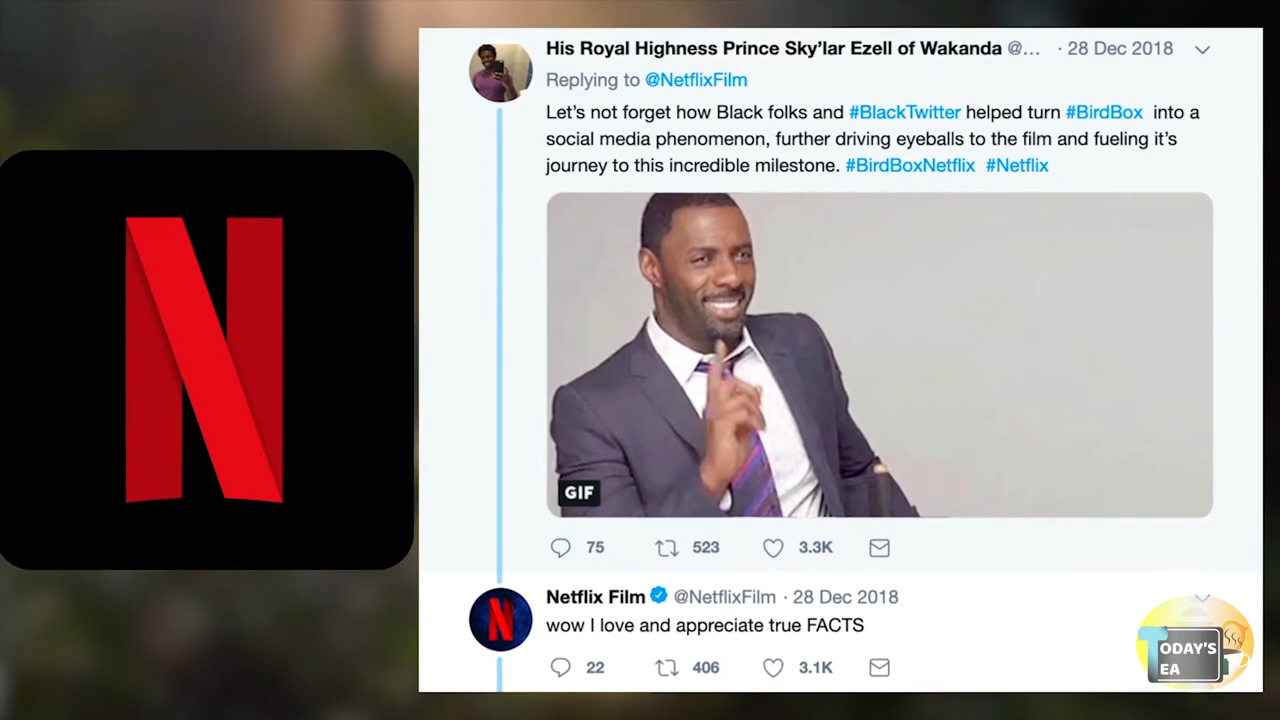 His Royal Highness Prince Sky’lar Ezell of Wakanda @... · 28 Dec 2018
Replying to @NetflixFilm
Let’s not forget how Black folks and #BlackTwitter helped turn #BirdBox into a
social media phenomenon, further driving eyeballs to the film and fueling it’s
journey to this incredible milestone. #BirdBoxNetflix #Netflix
GIF
75 523 3.3K
Netflix Film @NetflixFilm · 28 Dec 2018
wow I love and appreciate true FACTS
22 406 3.1K
N
N
TODAY'S
TEA